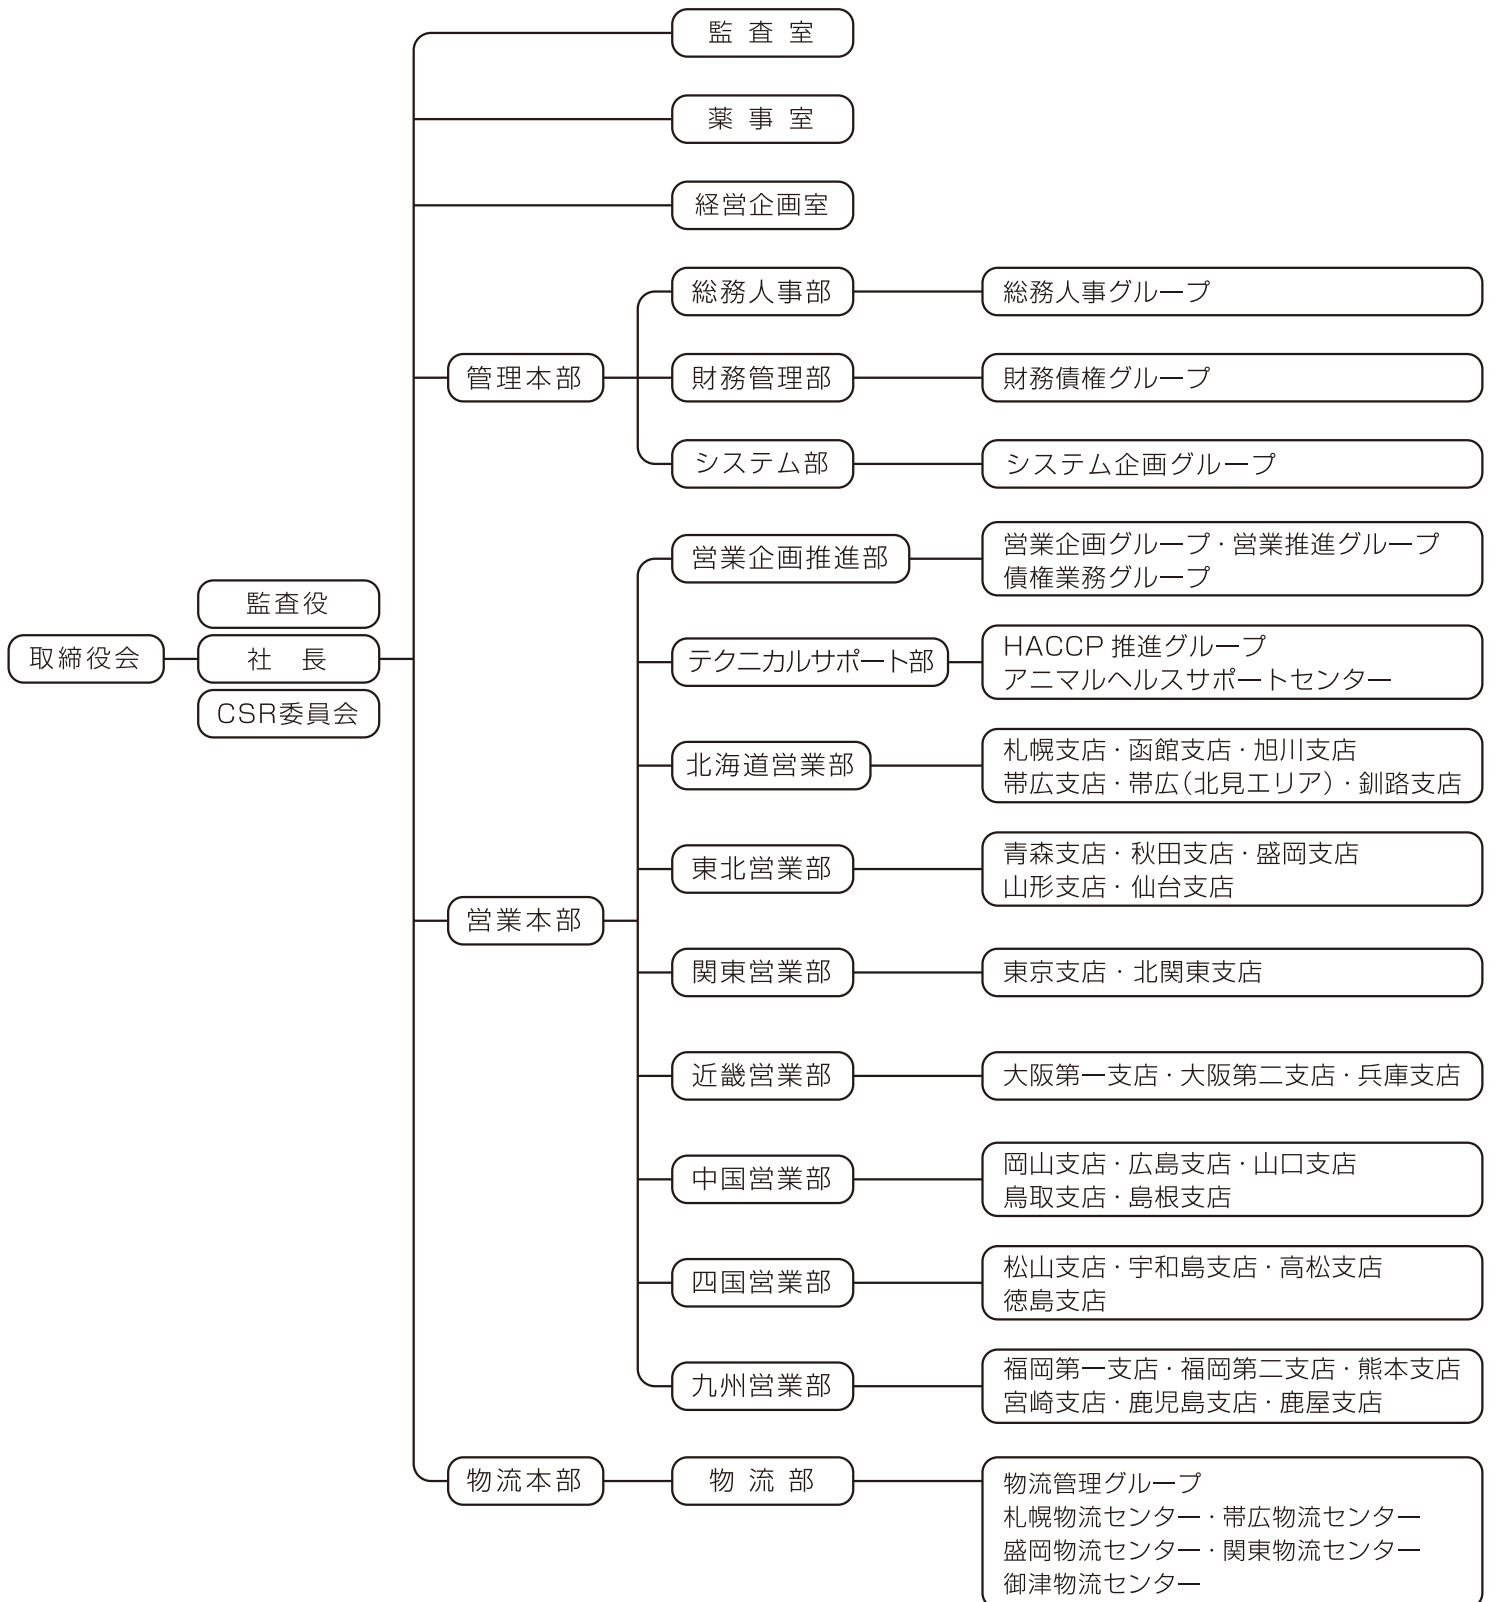 監査室
薬事室
経営企画室
総務人事部
総務人事グループ
管理本部
財務管理部
財務債権グループ
システム部
システム企画グループ
営業企画推進部
営業企画グループ・営業推進グループ
債権業務グループ
監査役
取締役会
社　長
CSR委員会
テクニカルサポート部
HACCP 推進グループ
アニマルヘルスサポートセンター
北海道営業部
札幌支店・函館支店・旭川支店
帯広支店・帯広(北見エリア)・釧路支店
東北営業部
青森支店・秋田支店・盛岡支店
山形支店・仙台支店
営業本部
関東営業部
東京支店・北関東支店
近畿営業部
大阪第一支店・大阪第二支店・兵庫支店
中国営業部
岡山支店・広島支店・山口支店
鳥取支店・島根支店
四国営業部
松山支店・宇和島支店・高松支店
徳島支店
九州営業部
福岡第一支店・福岡第二支店・熊本支店
宮崎支店・鹿児島支店・鹿屋支店
物流本部
物流部
物流管理グループ
札幌物流センター・帯広物流センター
盛岡物流センター・関東物流センター
御津物流センター